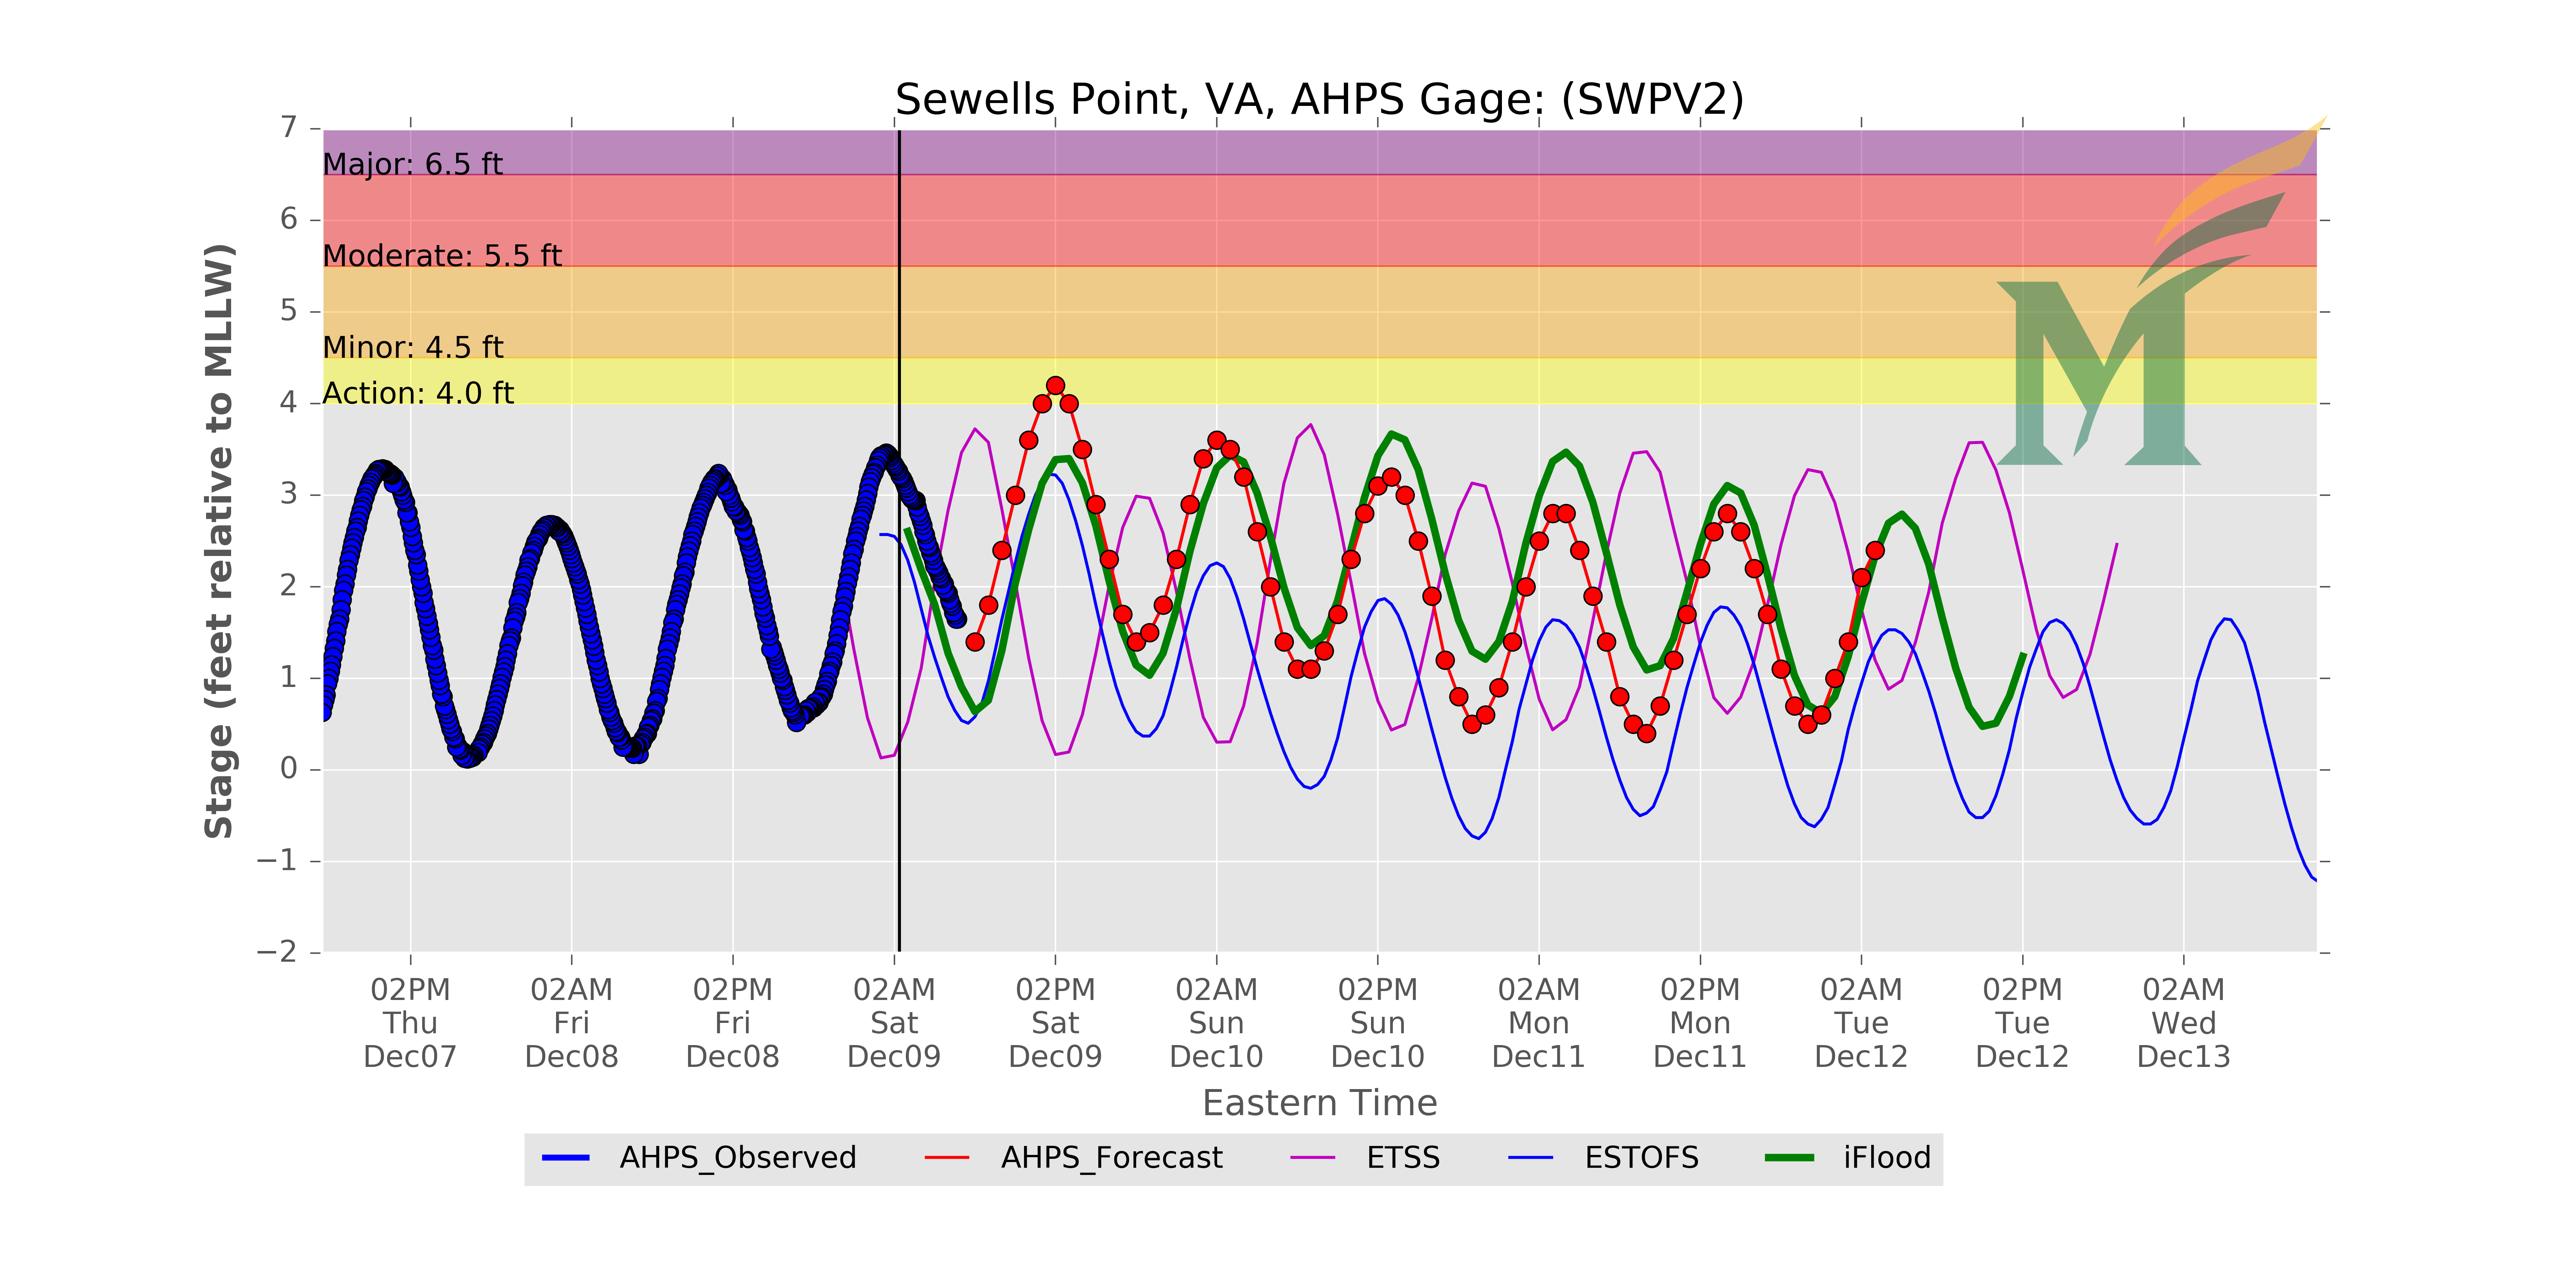 Sewells Point, VA, AHPS Gage: (SWPV2)
7
Major: 6.5 ft
6
Moderate: 5.5 ft
5
Minor: 4.5 ft
Action: 4.0 ft
4
3
2
1
0
−1
−2
Stage (feet relative to MLLW)
02PM
Thu
Dec07
02AM
Fri
Dec08
02PM
Fri
Dec08
02AM
Sat
Dec09
02PM
Sat
Dec09
02AM
Sun
Dec10
02PM
Sun
Dec10
02AM
Mon
Dec11
02PM
Mon
Dec11
02AM
Tue
Dec12
02PM
Tue
Dec12
02AM
Wed
Dec13
Eastern Time
AHPS_Observed
AHPS_Forecast
ETSS
ESTOFS
iFlood
M